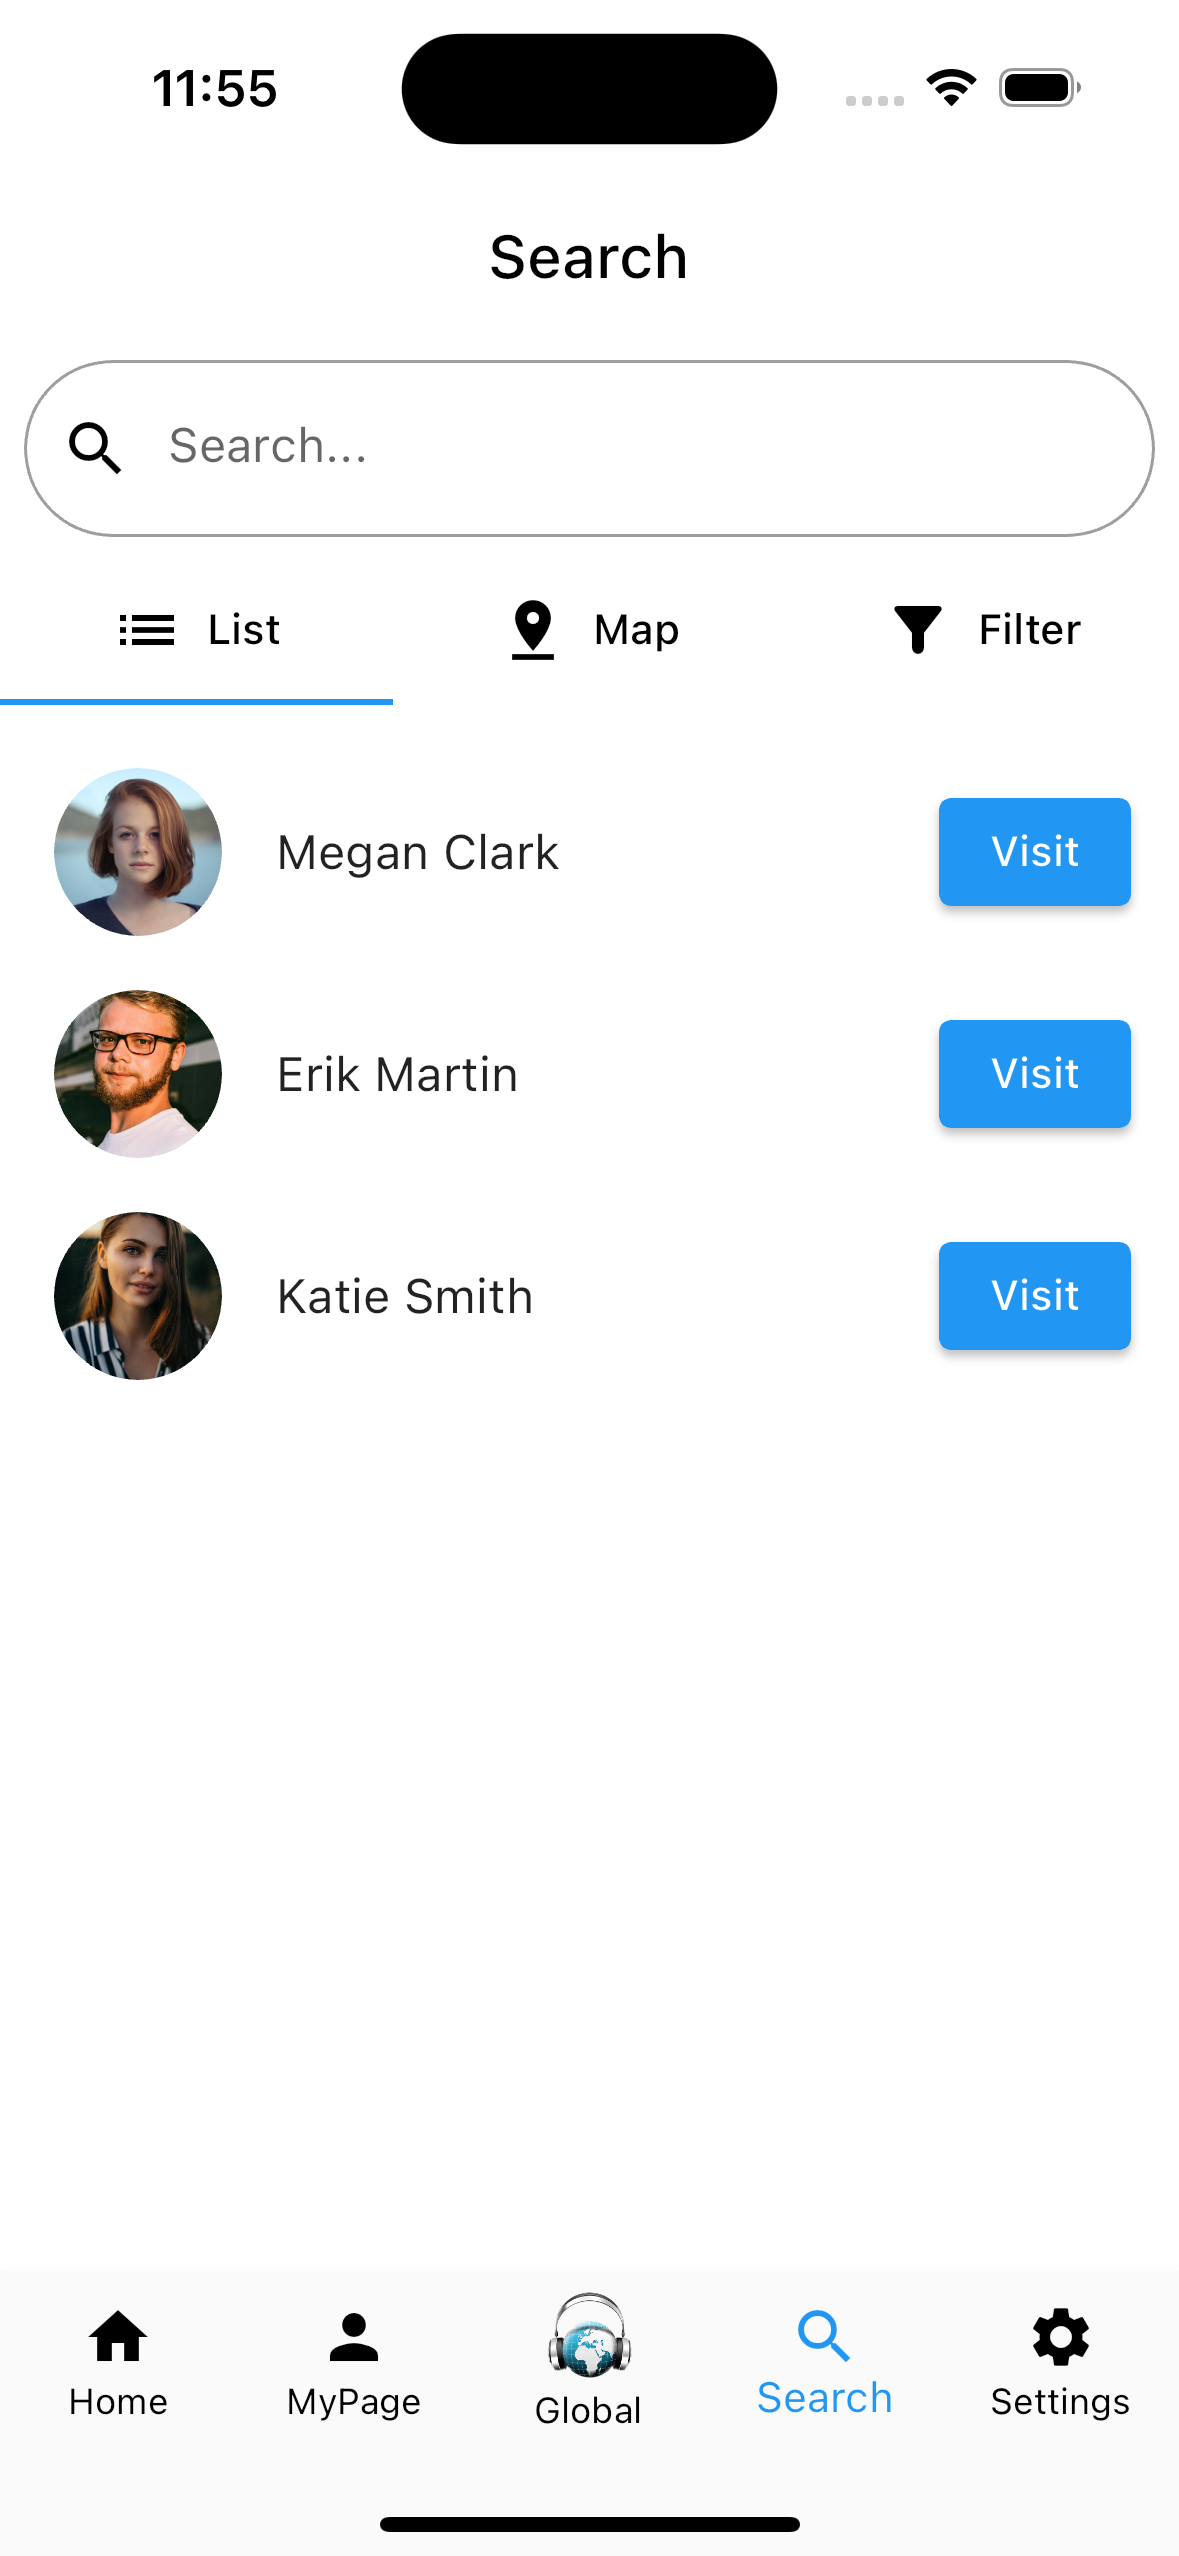 11:55
Search
Search...
List Map Filter
Megan Clark Visit
Erik Martin Visit
Katie Smith Visit
Home MyPage Global Search Settings